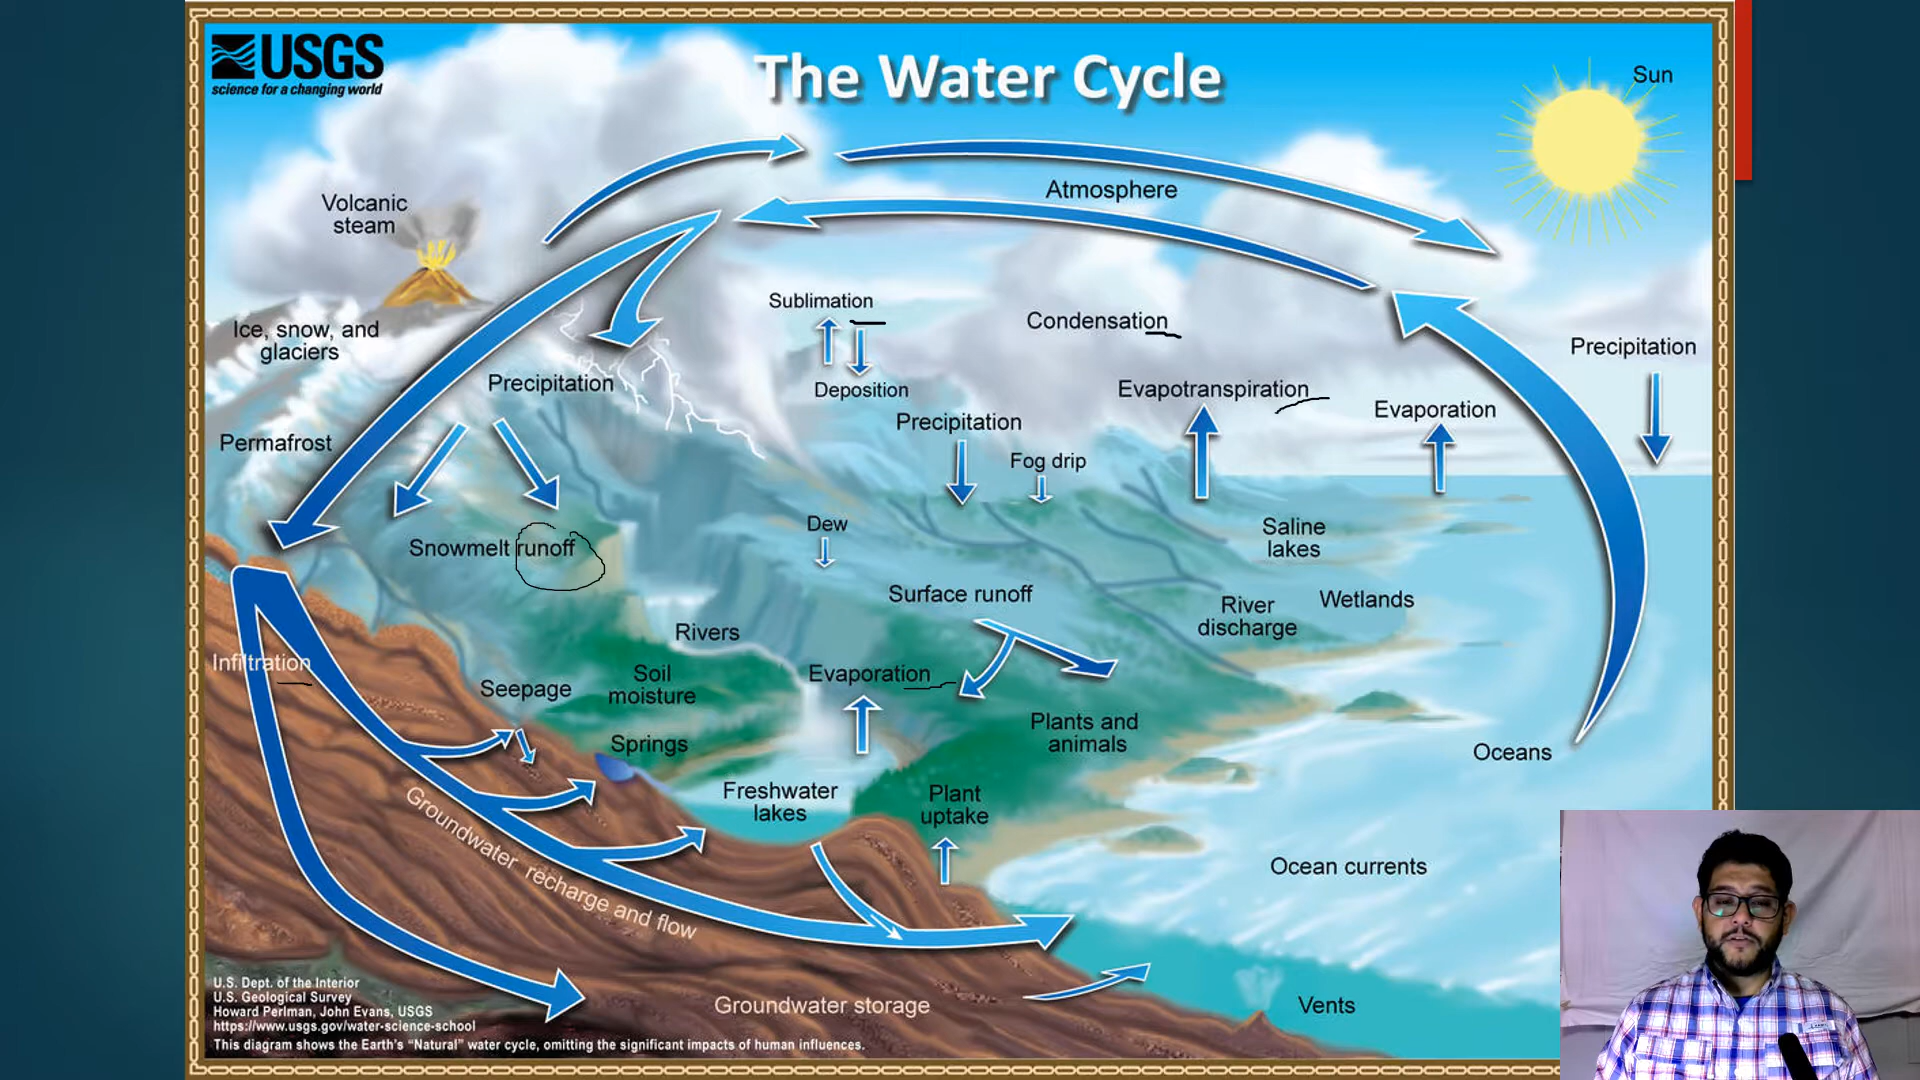 USGS
science for a changing world
The Water Cycle
Sun
Volcanic
steam
Atmosphere
Ice, snow, and
glaciers
Sublimation
Condensation
Precipitation
Precipitation
Deposition
Evapotranspiration
Evaporation
Permafrost
Precipitation
Fog drip
Snowmelt runoff
Dew
Saline
lakes
Surface runoff
River
discharge
Wetlands
Rivers
Infiltration
Seepage
Soil
moisture
Evaporation
Plants and
animals
Springs
Oceans
Freshwater
lakes
Plant
uptake
Groundwater recharge and flow
Ocean currents
Groundwater storage
Vents
U.S. Dept. of the Interior
U.S. Geological Survey
Howard Perlman, John Evans, USGS
https://www.usgs.gov/water-science-school
This diagram shows the Earth's "Natural" water cycle, omitting the significant impacts of human influences.